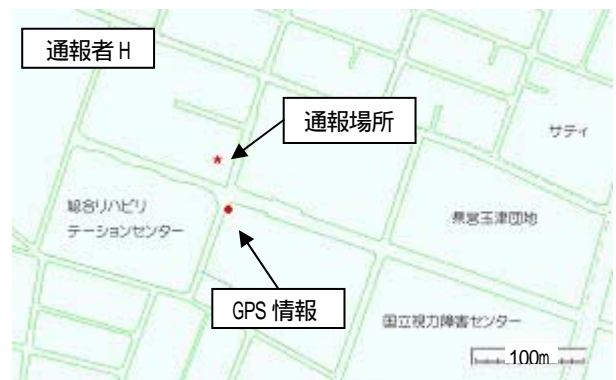 通報者 H
通報場所
サティ
総合リハビリ
テーションセンター
県営玉津団地
GPS 情報
国立視力障害センター
100m